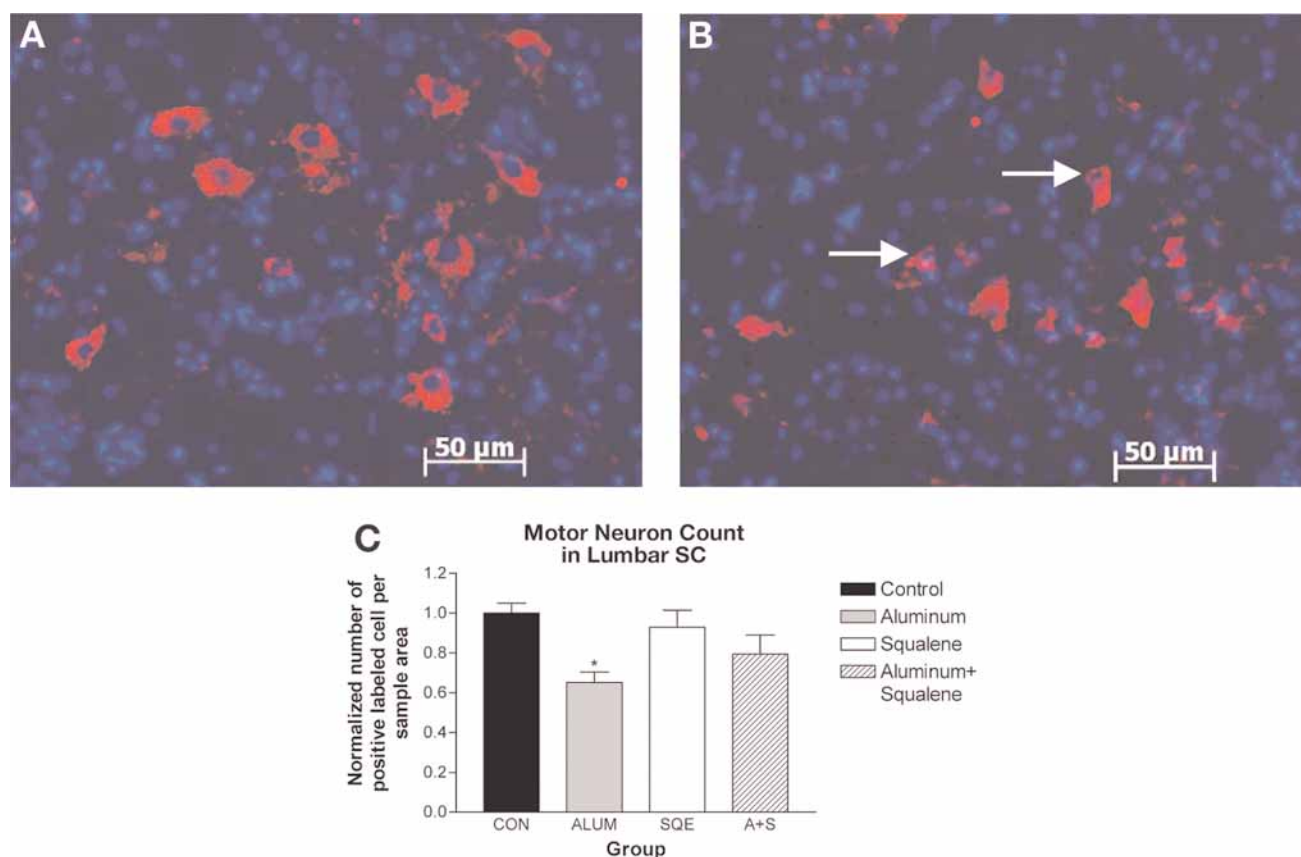 A
B
50 µm
50 µm
C
Motor Neuron Count
in Lumbar SC
Normalized number of
positive labeled cell per
sample area
1.2
1.0
0.8
0.6
0.4
0.2
0.0
*
CON ALUM SQE A+S
Group
Control
Aluminum
Squalene
Aluminum+
Squalene